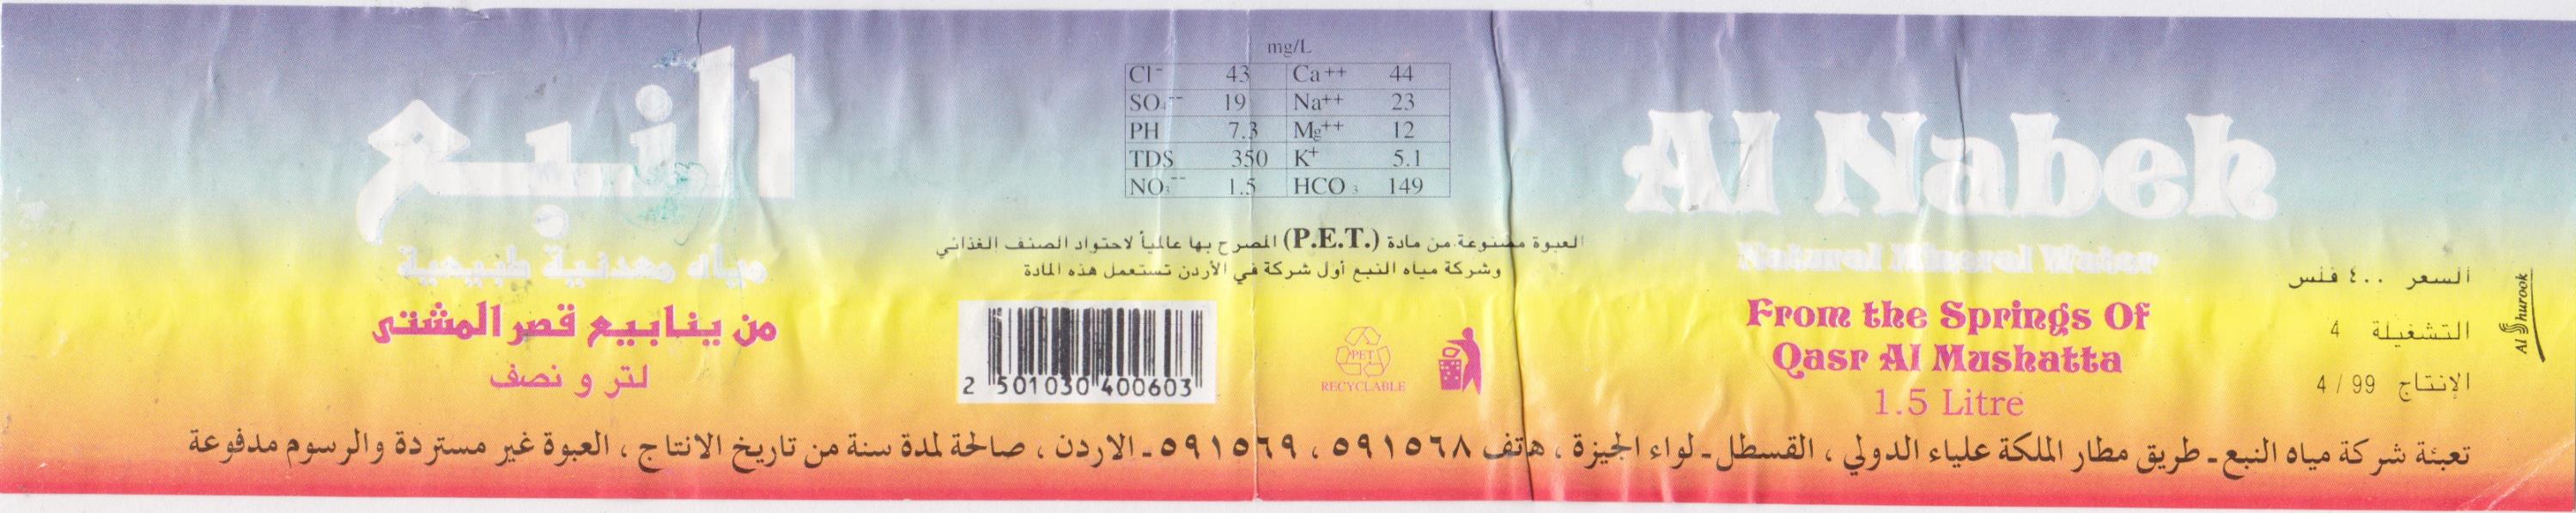 النبع
مياه معدنية طبيعية
من ينابيع قصر المشتى
لتر و نصف
mg/L
Cl- 43 Ca++ 44
SO4-- 19 Na++ 23
PH 7.3 Mg++ 12
TDS 350 K+ 5.1
NO3-- 1.5 HCO3 149
العبوة مصنوعة من مادة (P.E.T.) المصرح بها عالمياً لاحتواد الصنف الغذائي
وشركة مياه النبع أول شركة في الأردن تستعمل هذه المادة
2 501030 400603
PET
RECYCLABLE
Al Nabeh
Natural Mineral Water
From the Springs Of
Qasr Al Mushatta
1.5 Litre
السعر ٤٠٠ فلس
التشغيلة 4
الإنتاج 4 / 99
Al Shurook
تعبئة شركة مياه النبع ـ طريق مطار الملكة علياء الدولي ، القسطل ـ لواء الجيزة ، هاتف ٥٩١٥٦٨ ، ٥٩١٥٦٩ ـ الاردن ، صالحة لمدة سنة من تاريخ الانتاج ، العبوة غير مستردة والرسوم مدفوعة